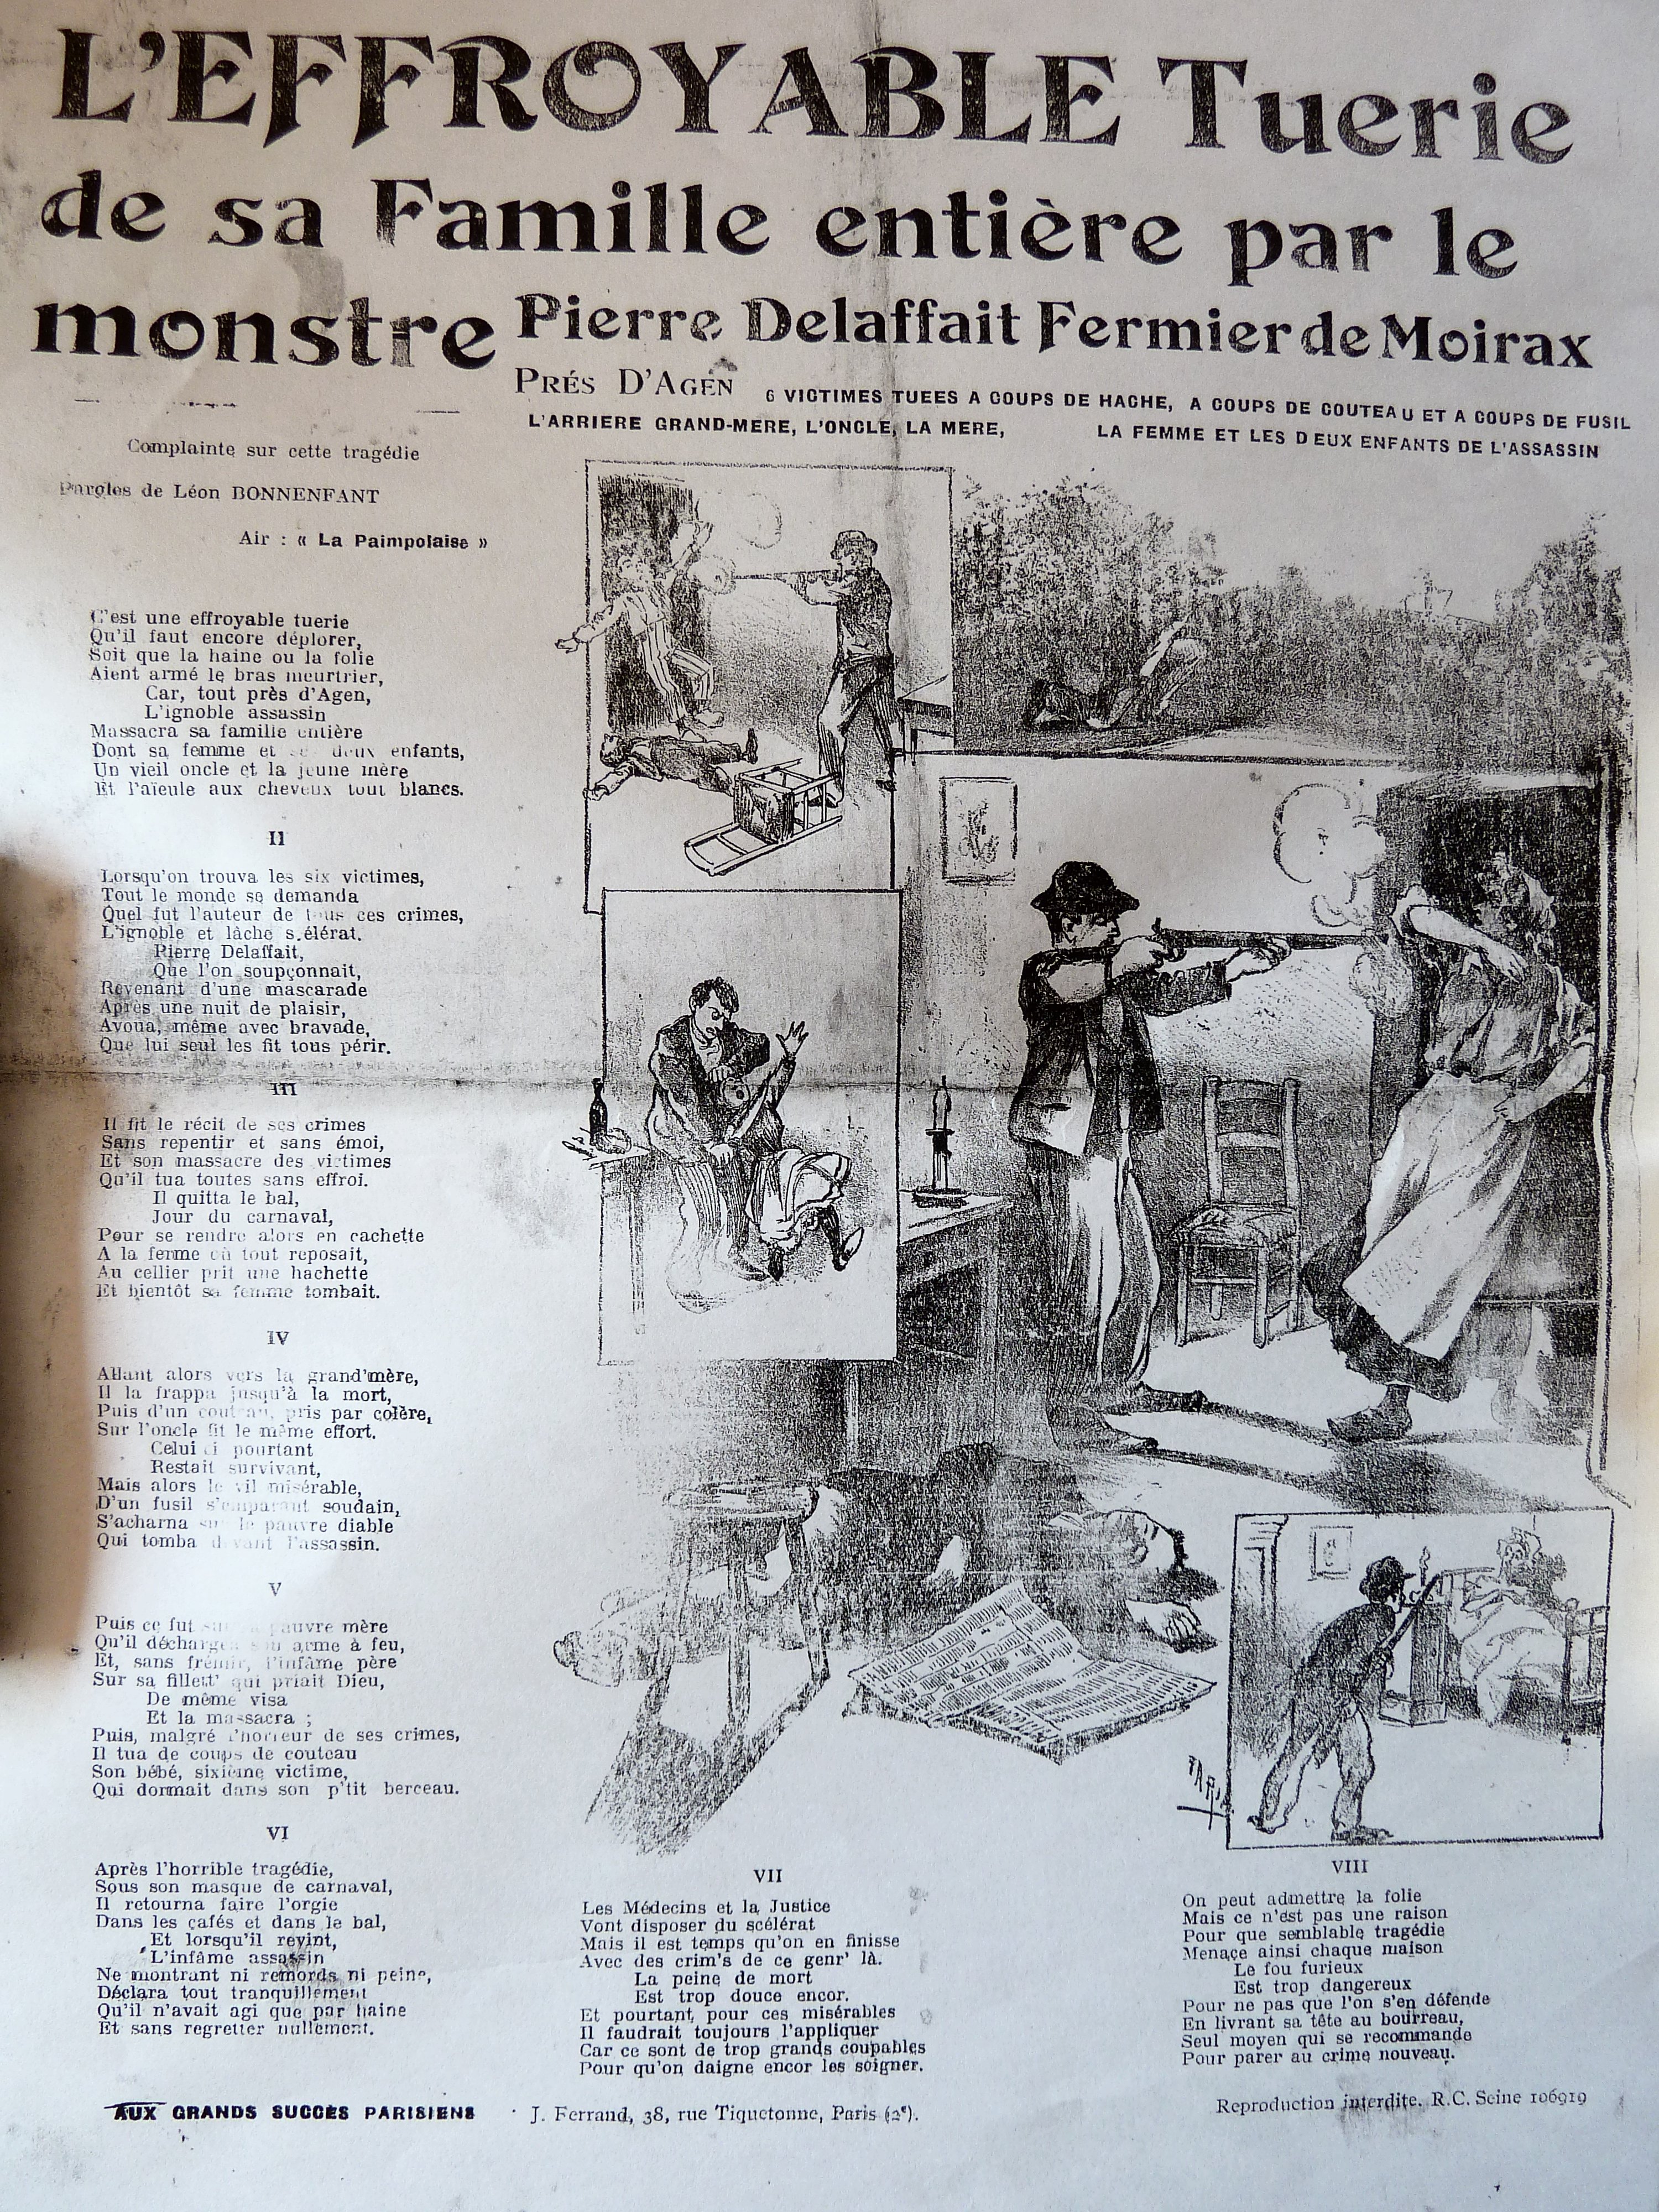 L'EFFROYABLE Tuerie
de sa Famille entière par le
monstre Pierre Delaffait Fermier de Moirax
PRÉS D'AGEN 6 VICTIMES TUEES A COUPS DE HACHE, A COUPS DE COUTEAU ET A COUPS DE FUSIL
L'ARRIERE GRAND-MERE, L'ONCLE, LA MERE, LA FEMME ET LES DEUX ENFANTS DE L'ASSASSIN
Complainte sur cette tragédie
Paroles de Léon BONNENFANT
Air : « La Paimpolaise »
C'est une effroyable tuerie
Qu'il faut encore déplorer,
Soit que la haine ou la folie
Aient armé le bras meurtrier,
Car, tout près d'Agen,
L'ignoble assassin
Massacra sa famille entière
Dont sa femme et ses deux enfants,
Un vieil oncle et la jeune mère
Et l'aïeule aux cheveux tout blancs.
II
Lorsqu'on trouva les six victimes,
Tout le monde se demanda
Quel fut l'auteur de tous ces crimes,
L'ignoble et lâche s.élérat.
Pierre Delaffait,
Que l'on soupçonnait,
Revenant d'une mascarade
Après une nuit de plaisir,
Avoua, même avec bravade,
Que lui seul les fit tous périr.
III
Il fit le récit de ses crimes
Sans repentir et sans émoi,
Et son massacre des victimes
Qu'il tua toutes sans effroi.
Il quitta le bal,
Jour du carnaval,
Pour se rendre alors en cachette
A la ferme où tout reposait,
Au cellier prit une hachette
Et bientôt sa femme tombait.
IV
Allant alors vers la grand'mère,
Il la frappa jusqu'à la mort,
Puis d'un couteau, pris par colère,
Sur l'oncle fit le même effort.
Celui ci pourtant
Restait survivant,
Mais alors le vil misérable,
D'un fusil s'emparant soudain,
S'acharna sur le pauvre diable
Qui tomba devant l'assassin.
V
Puis ce fut sur sa pauvre mère
Qu'il déchargea son arme à feu,
Et, sans frémir, l'infâme père
Sur sa fillett' qui priait Dieu,
De même visa
Et la massacra ;
Puis, malgré l'horreur de ses crimes,
Il tua de coups de couteau
Son bébé, sixième victime,
Qui dormait dans son p'tit berceau.
VI
Après l'horrible tragédie,
Sous son masque de carnaval,
Il retourna faire l'orgie
Dans les cafés et dans le bal,
Et lorsqu'il revint,
L'infâme assassin
Ne montrant ni remords ni peine,
Déclara tout tranquillement
Qu'il n'avait agi que par haine
Et sans regretter nullement.
VII
Les Médecins et la Justice
Vont disposer du scélérat
Mais il est temps qu'on en finisse
Avec des crim's de ce genr' là.
La peine de mort
Est trop douce encor.
Et pourtant pour ces misérables
Il faudrait toujours l'appliquer
Car ce sont de trop grands coupables
Pour qu'on daigne encor les soigner.
VIII
On peut admettre la folie
Mais ce n'est pas une raison
Pour que semblable tragédie
Menace ainsi chaque maison
Le fou furieux
Est trop dangereux
Pour ne pas que l'on s'en défende
En livrant sa tête au bourreau,
Seul moyen qui se recommande
Pour parer au crime nouveau.
AUX GRANDS SUCCÈS PARISIENS J. Ferrand, 38, rue Tiquetonne, Paris (2e). Reproduction interdite. R.C. Seine 106919